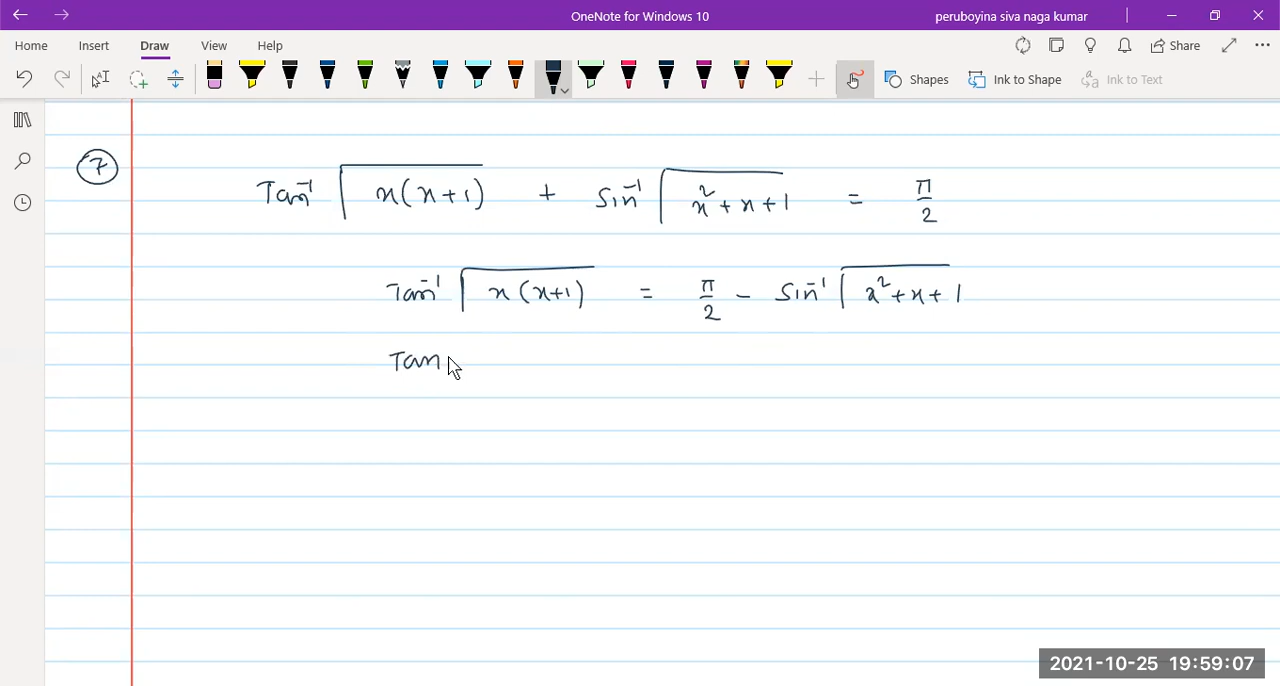 OneNote for Windows 10
peruboyina siva naga kumar
Home Insert Draw View Help
Share
Shapes
Ink to Shape
Ink to Text
7
Tan⁻¹ √x(x+1) + Sin⁻¹ √x²+x+1 = π/2
Tan⁻¹ √x(x+1) = π/2 - Sin⁻¹ √x²+x+1
Tan
2021-10-25 19:59:07